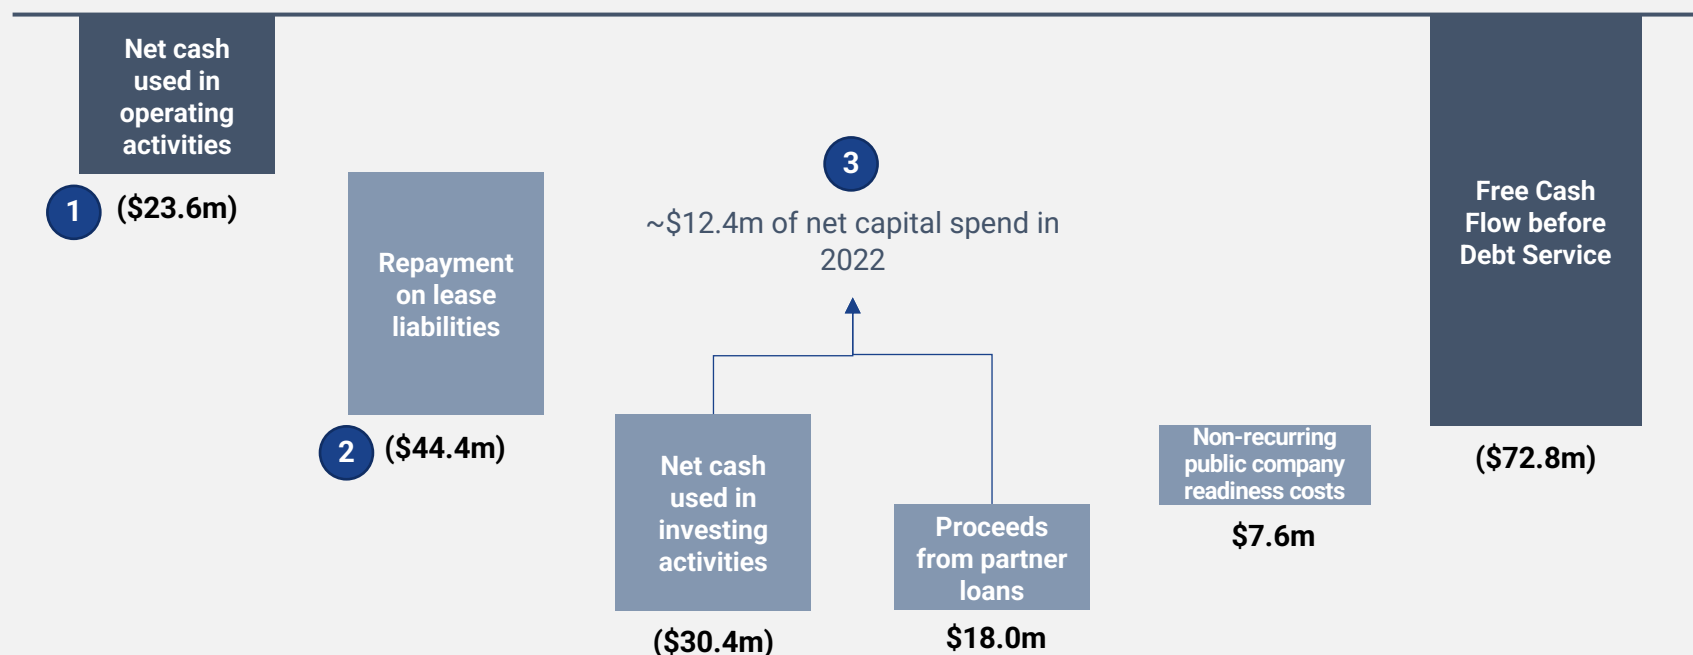 Net cash
used in
operating
activities
1
($23.6m)
Repayment
on lease
liabilities
2
($44.4m)
3
~$12.4m of net capital spend in
2022
Net cash
used in
investing
activities
($30.4m)
Proceeds
from partner
loans
$18.0m
Non-recurring
public company
readiness costs
$7.6m
Free Cash
Flow before
Debt Service
($72.8m)